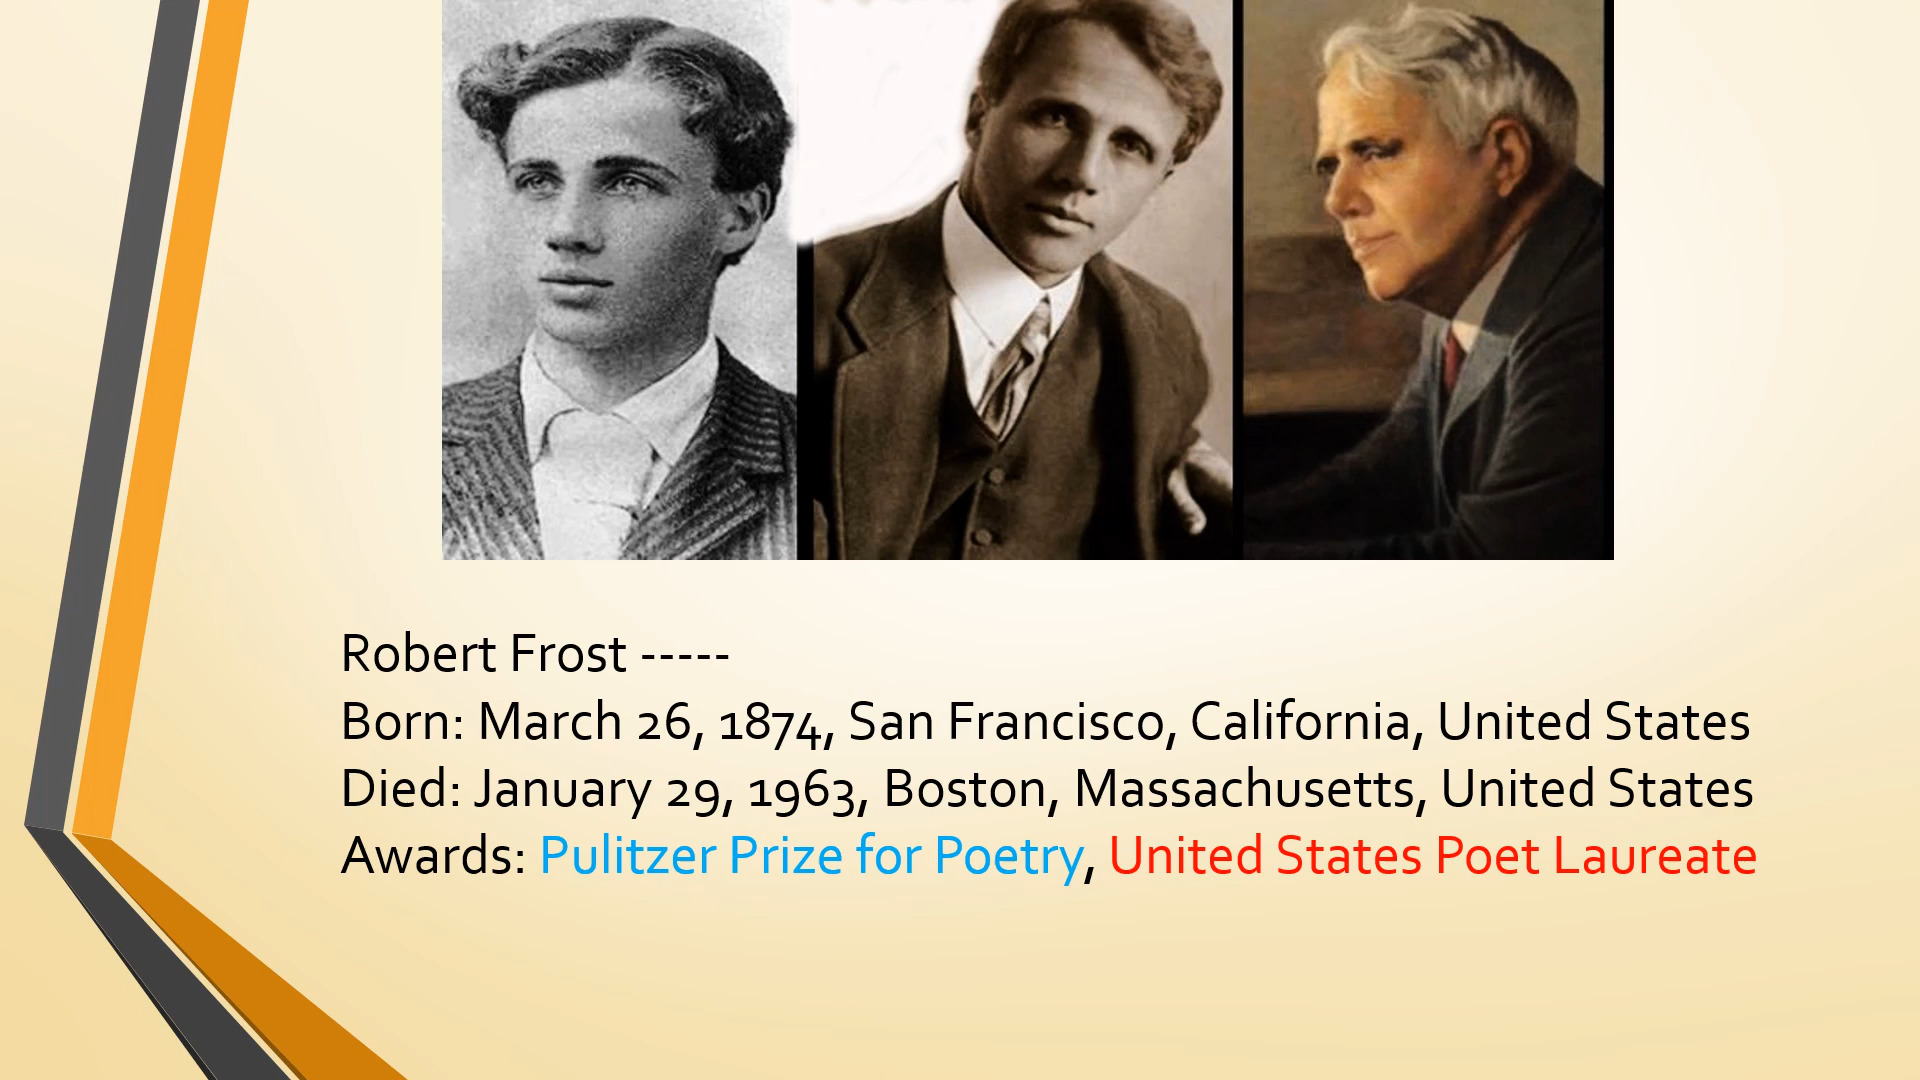 Robert Frost -----
Born: March 26, 1874, San Francisco, California, United States
Died: January 29, 1963, Boston, Massachusetts, United States
Awards: Pulitzer Prize for Poetry, United States Poet Laureate